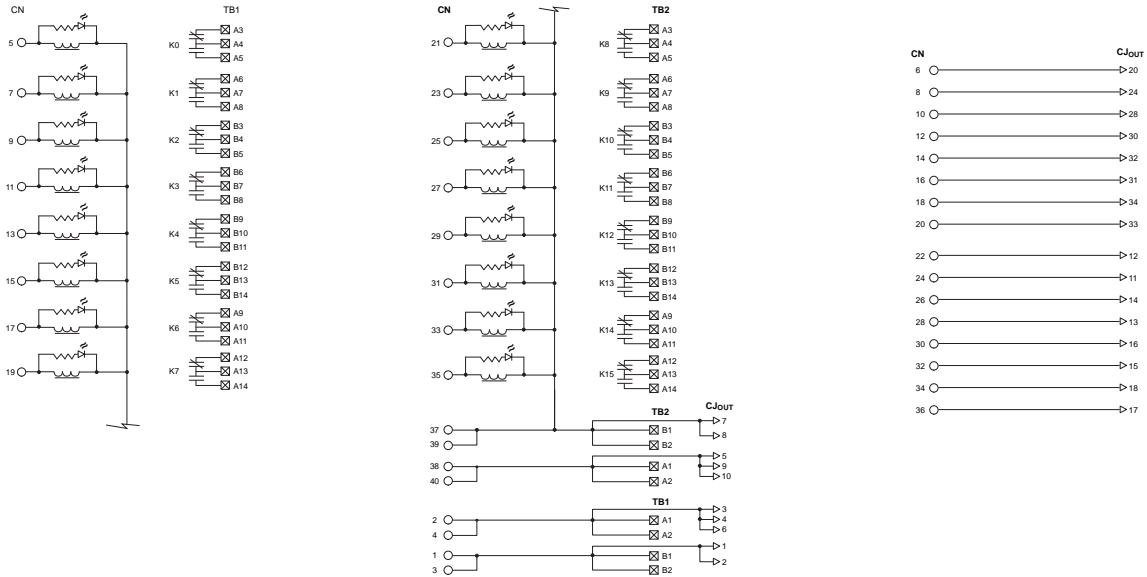 CN TB1
5 K0 A3
A4
A5
7 K1 A6
A7
A8
9 K2 B3
B4
B5
11 K3 B6
B7
B8
13 K4 B9
B10
B11
15 K5 B12
B13
B14
17 K6 A9
A10
A11
19 K7 A12
A13
A14
CN TB2
21 K8 A3
A4
A5
23 K9 A6
A7
A8
25 K10 B3
B4
B5
27 K11 B6
B7
B8
29 K12 B9
B10
B11
31 K13 B12
B13
B14
33 K14 A9
A10
A11
35 K15 A12
A13
A14
TB2 CJOUT
37 B1 7
39 B2 8
38 A1 5
9
40 A2 10
TB1
2 A1 3
4
4 A2 6
1 B1 1
3 B2 2
CN CJOUT
6 20
8 24
10 28
12 30
14 32
16 31
18 34
20 33
22 12
24 11
26 14
28 13
30 16
32 15
34 18
36 17